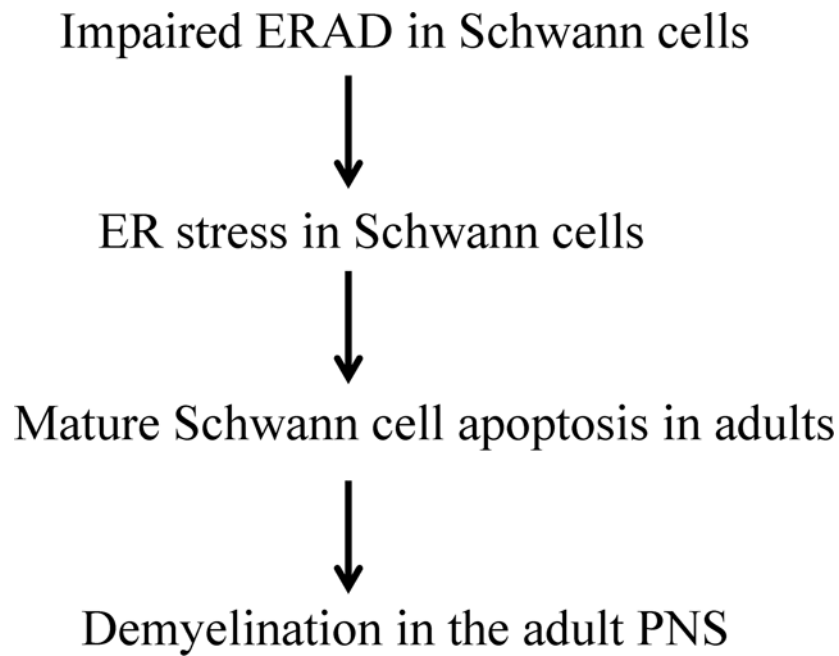 Impaired ERAD in Schwann cells
ER stress in Schwann cells
Mature Schwann cell apoptosis in adults
Demyelination in the adult PNS